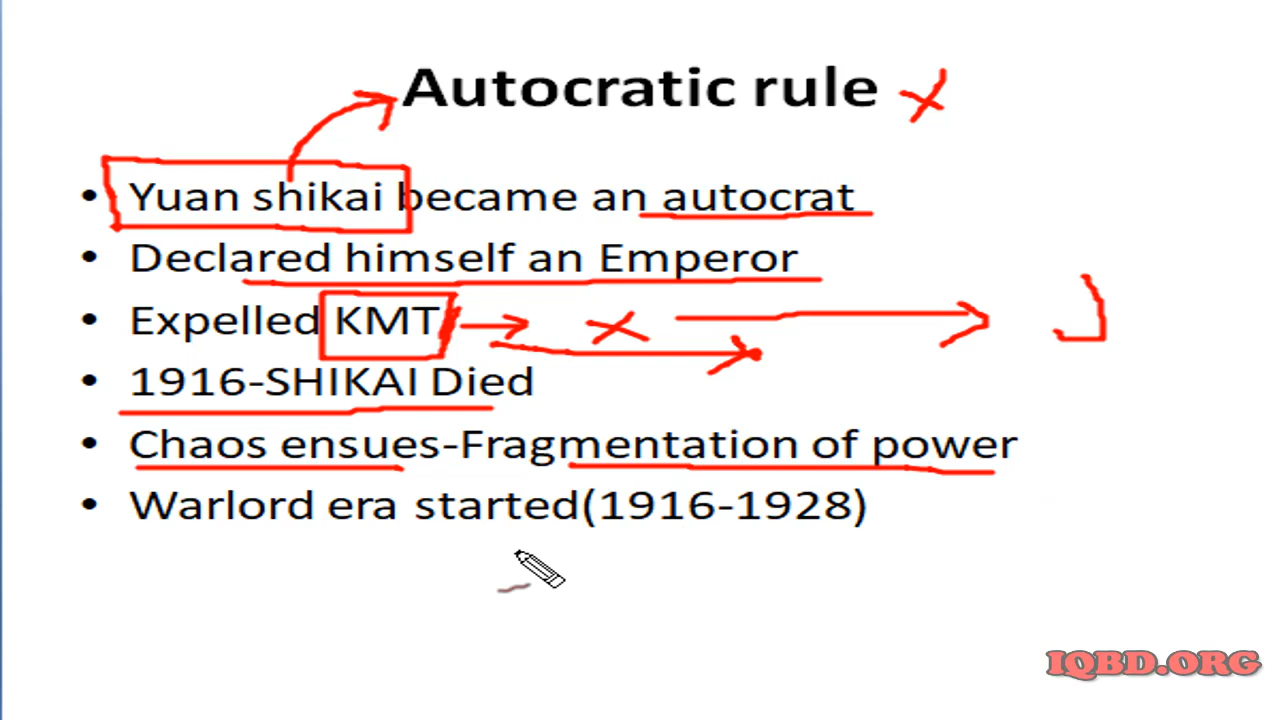 Autocratic rule
• Yuan shikai became an autocrat
• Declared himself an Emperor
• Expelled KMT
• 1916-SHIKAI Died
• Chaos ensues-Fragmentation of power
• Warlord era started(1916-1928)
IQBD.ORG